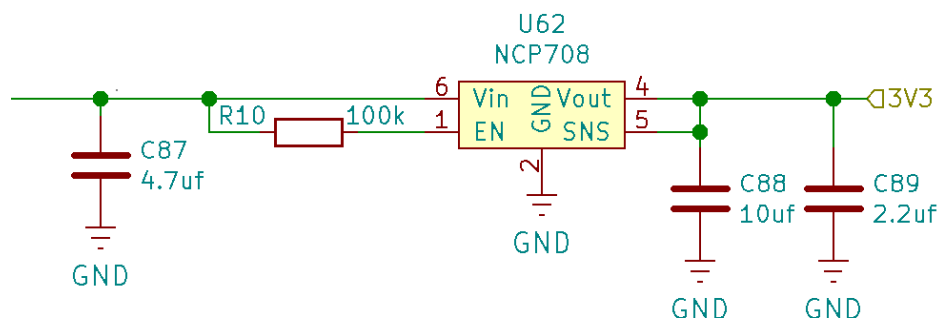 U62
NCP708
6 Vin GND Vout 4
R10 100k 1 EN SNS 5
3V3
2
C87
4.7uf
C88
10uf
C89
2.2uf
GND
GND
GND
GND